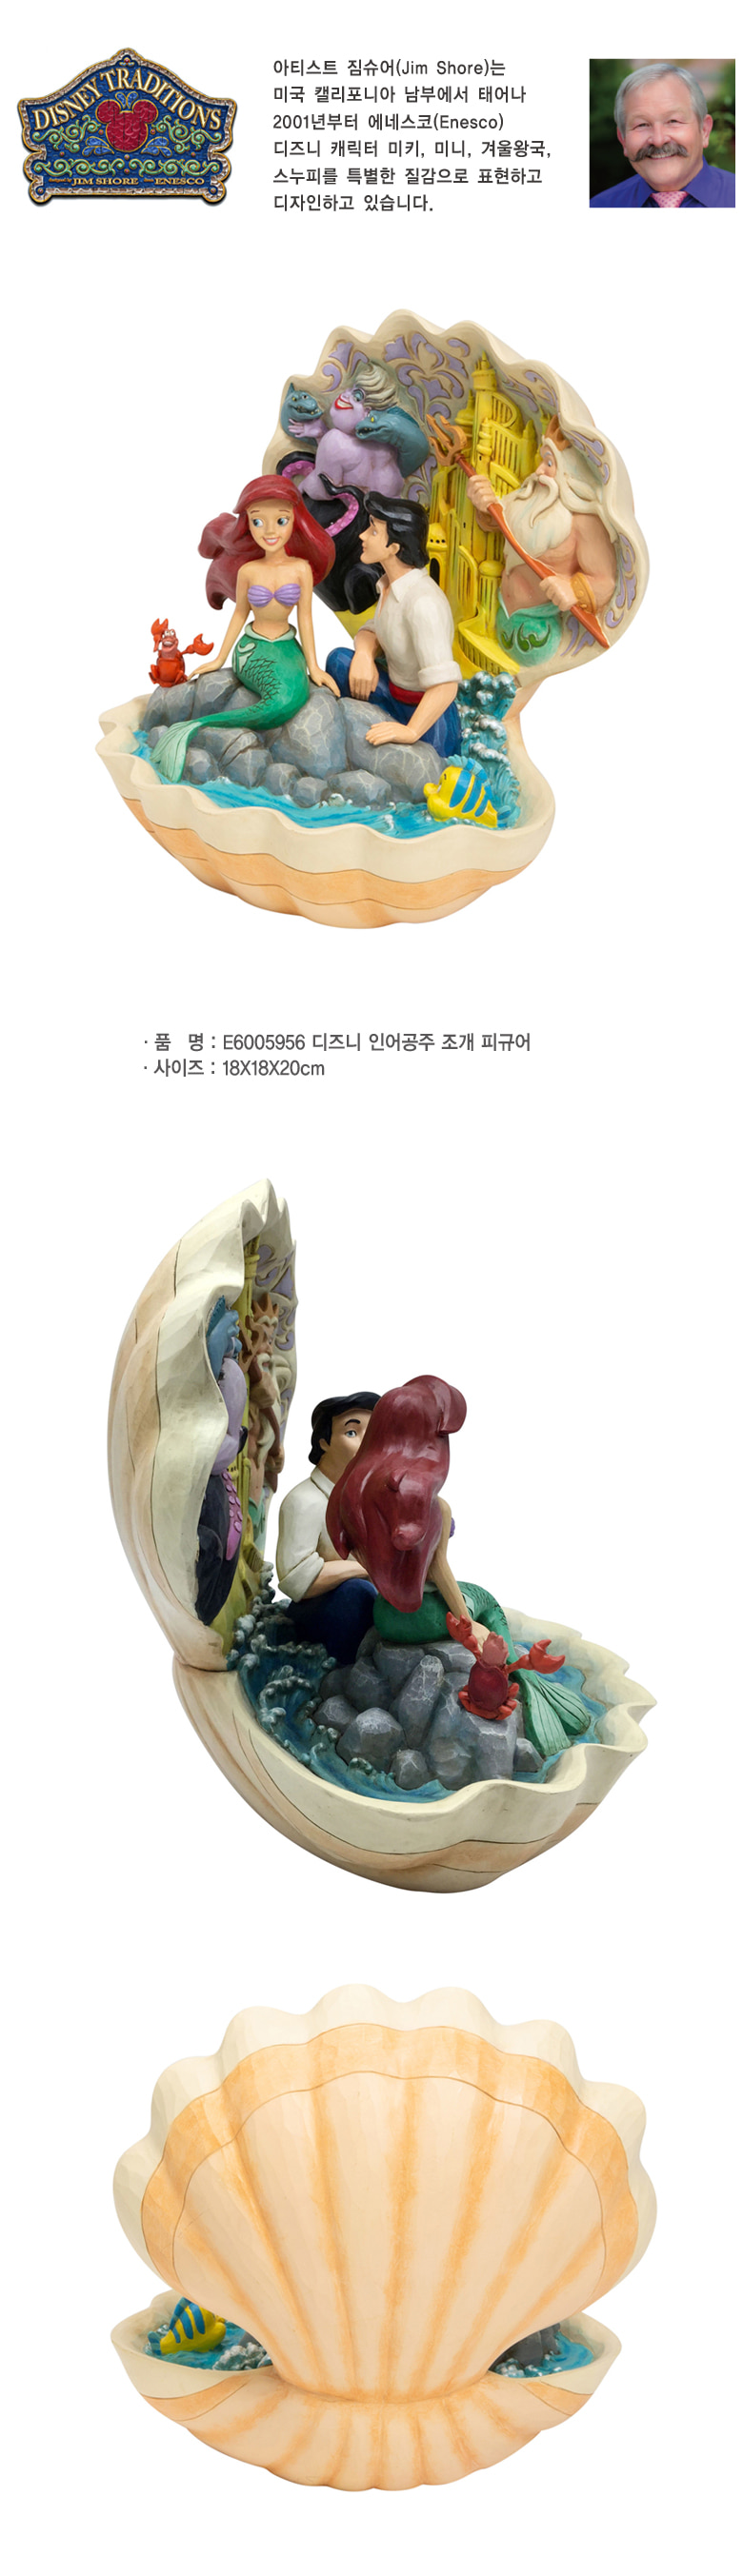 DISNEY TRADITIONS
JIM SHORE ENESCO
아티스트 짐슈어(Jim Shore)는
미국 캘리포니아 남부에서 태어나
2001년부터 에네스코(Enesco)
디즈니 캐릭터 미키, 미니, 겨울왕국,
스누피를 특별한 질감으로 표현하고
디자인하고 있습니다.
· 품 명 : E6005956 디즈니 인어공주 조개 피규어
· 사이즈 : 18X18X20cm